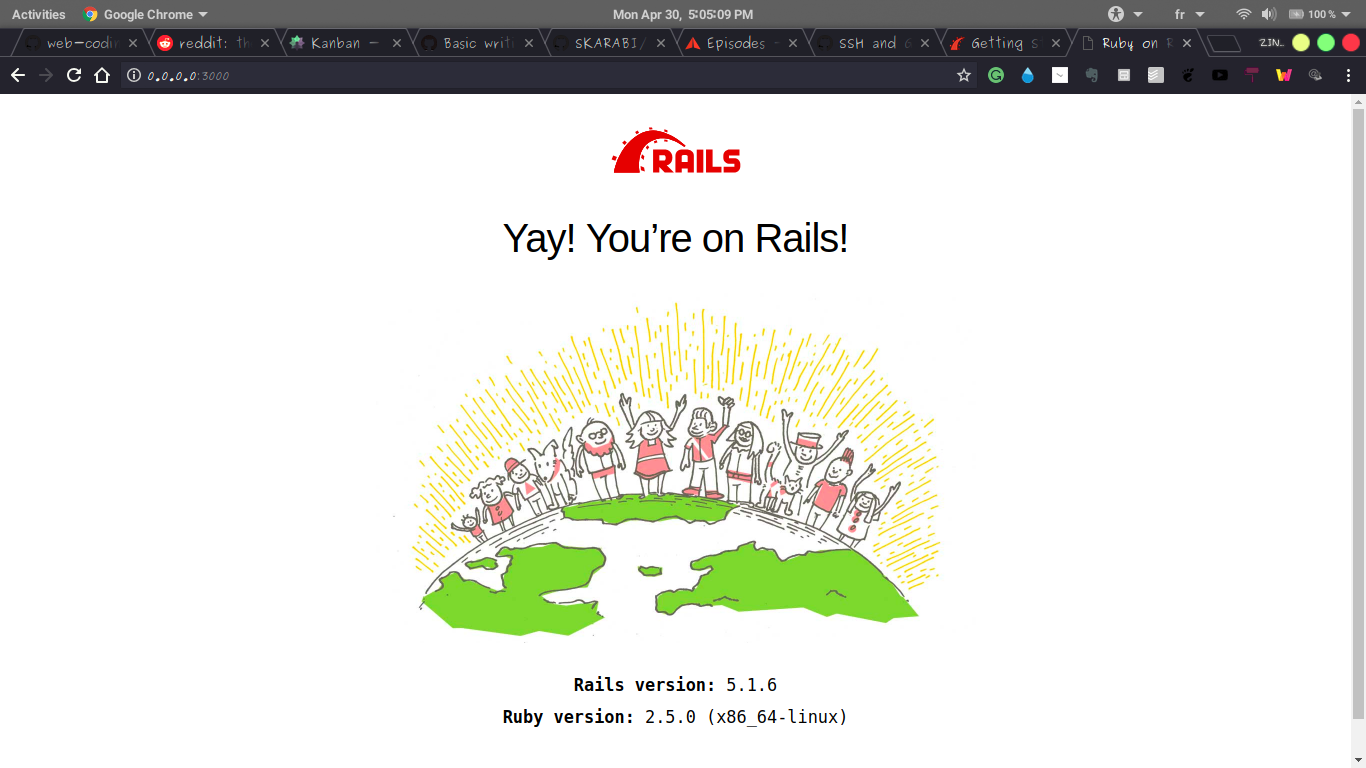 Activities Google Chrome Mon Apr 30, 5:05:09 PM fr 100 %
web-codin reddit: th Kanban - Basic writi SKARABI/ Episodes - SSH and G Getting S Ruby on R ZIN..
0.0.0.0:3000
RAILS
Yay! You’re on Rails!
Rails version: 5.1.6
Ruby version: 2.5.0 (x86_64-linux)